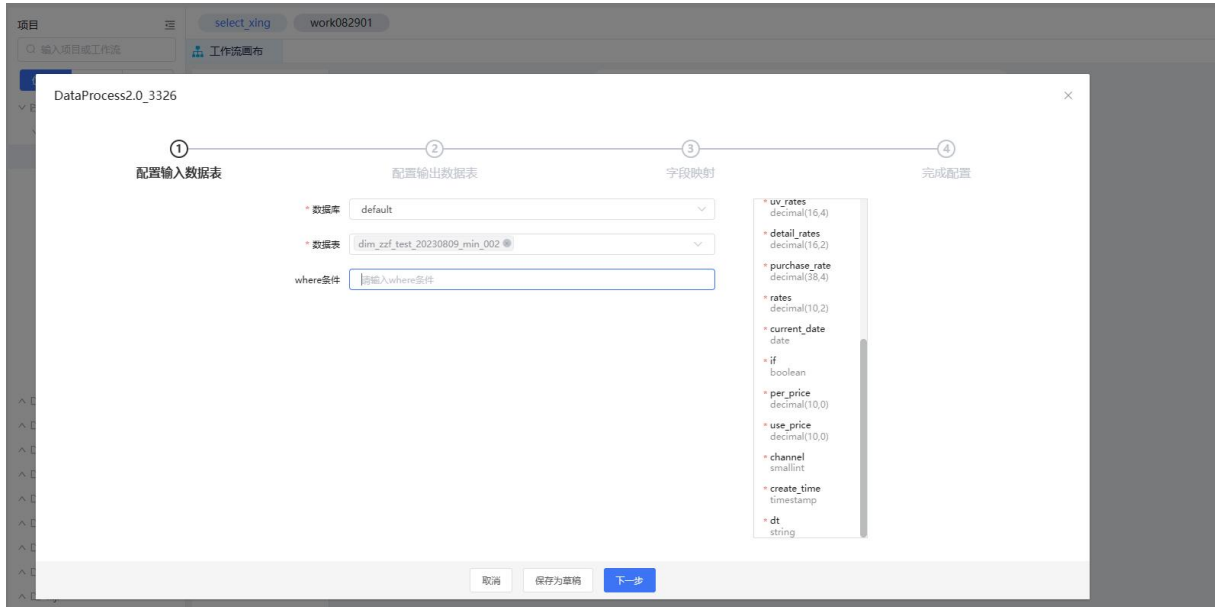 项目
select_xing
work082901
输入项目或工作流
工作流画布
DataProcess2.0_3326
1
2
3
4
配置输入数据表
配置输出数据表
字段映射
完成配置
* 数据库
default
* 数据表
dim_zzf_test_20230809_min_002
where条件
请输入where条件
* uv_rates
decimal(16,4)
* detail_rates
decimal(16,2)
* purchase_rate
decimal(38,4)
* rates
decimal(10,2)
* current_date
date
* if
boolean
* per_price
decimal(10,0)
* use_price
decimal(10,0)
* channel
smallint
* create_time
timestamp
* dt
string
取消
保存为草稿
下一步